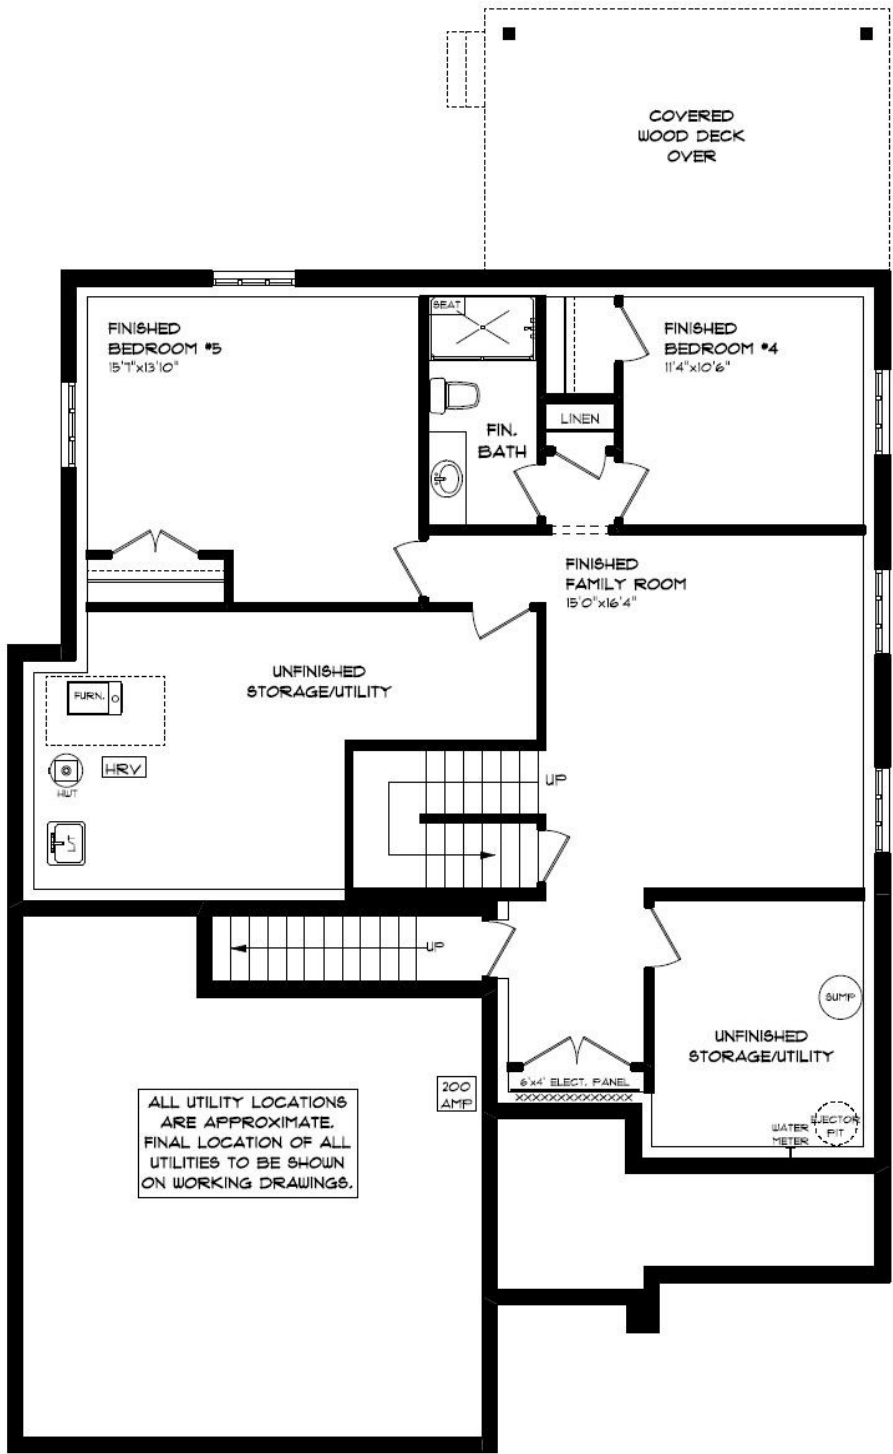 COVERED
WOOD DECK
OVER
FINISHED
BEDROOM #5
15'7"x13'10"
SEAT
FINISHED
BEDROOM #4
11'4"x10'6"
LINEN
FIN.
BATH
FINISHED
FAMILY ROOM
15'0"x16'4"
UNFINISHED
STORAGE/UTILITY
FURN.
HRV
HWT
LT
UP
UP
SUMP
UNFINISHED
STORAGE/UTILITY
6'x4' ELECT. PANEL
200
AMP
ALL UTILITY LOCATIONS
ARE APPROXIMATE.
FINAL LOCATION OF ALL
UTILITIES TO BE SHOWN
ON WORKING DRAWINGS.
EJECTOR
PIT
WATER
METER